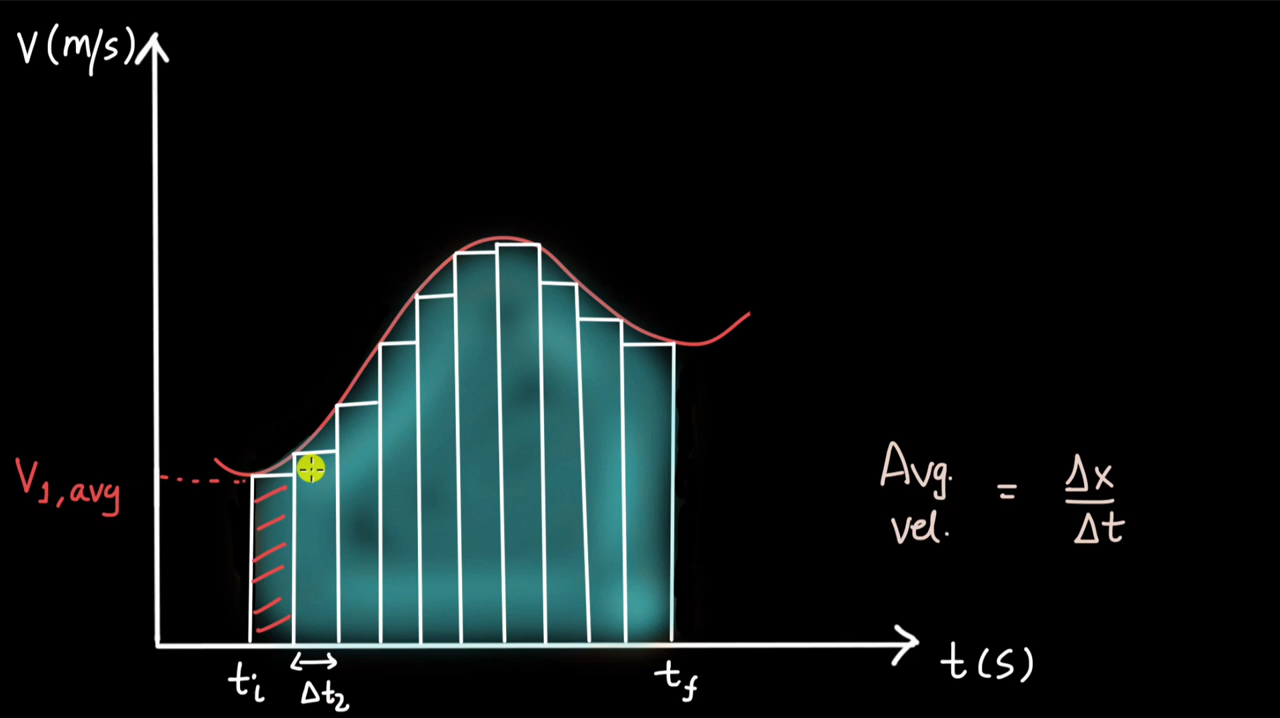 V(m/s)
V1,avg
Avg. vel. = Δx/Δt
ti
Δt2
tf
t(s)